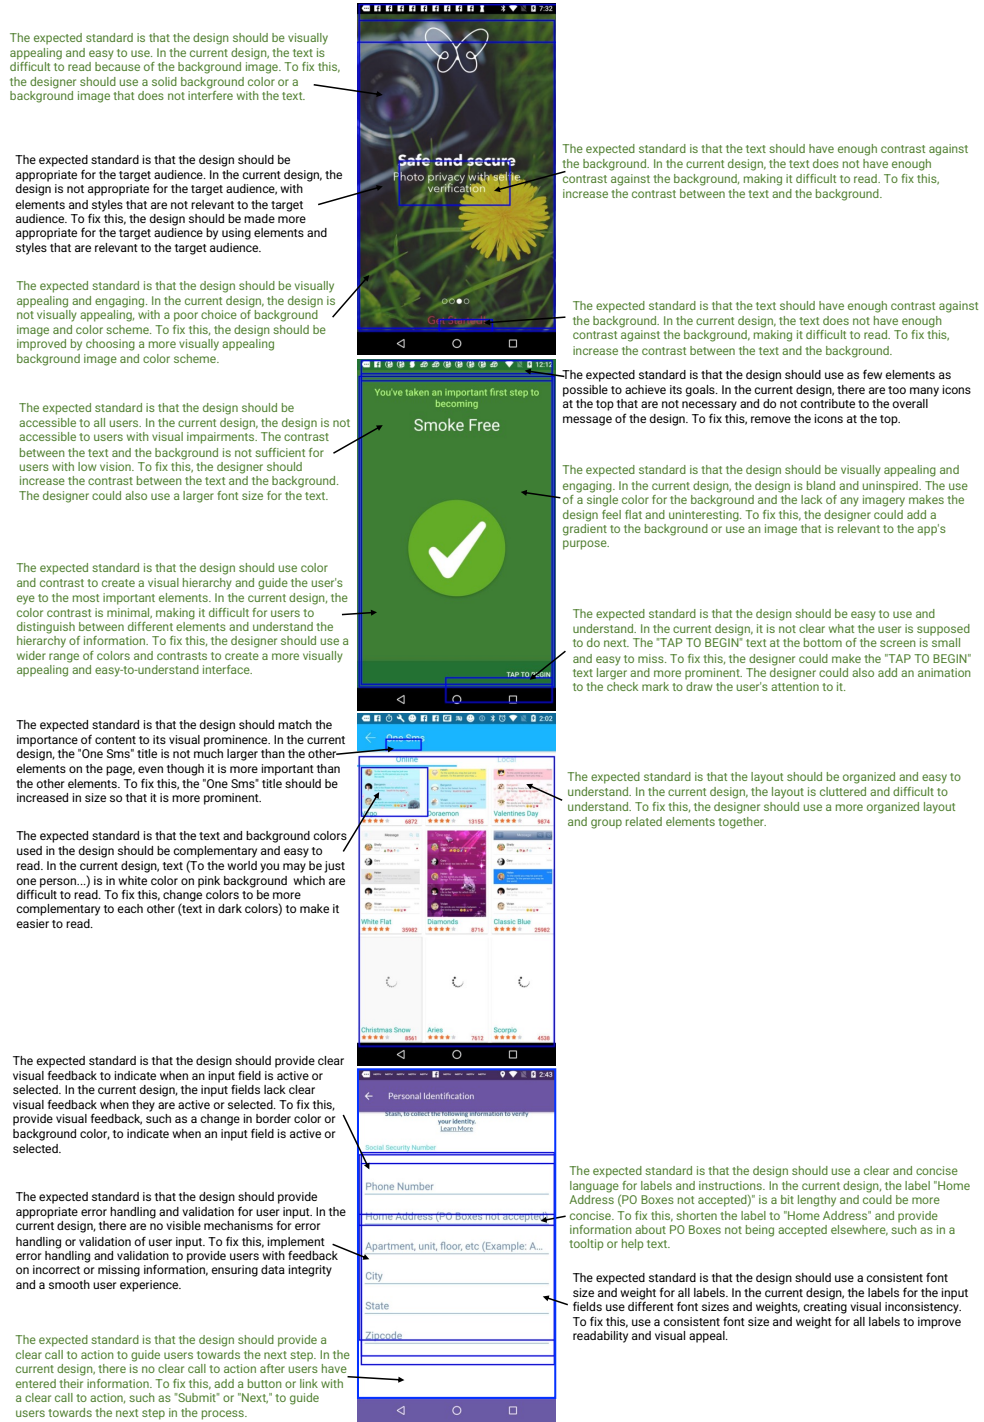 The expected standard is that the design should be visually
appealing and easy to use. In the current design, the text is
difficult to read because of the background image. To fix this,
the designer should use a solid background color or a
background image that does not interfere with the text.
The expected standard is that the design should be
appropriate for the target audience. In the current design, the
design is not appropriate for the target audience, with
elements and styles that are not relevant to the target
audience. To fix this, the design should be made more
appropriate for the target audience by using elements and
styles that are relevant to the target audience.
The expected standard is that the design should be visually
appealing and engaging. In the current design, the design is
not visually appealing, with a poor choice of background
image and color scheme. To fix this, the design should be
improved by choosing a more visually appealing
background image and color scheme.
7:32
Safe and secure
Photo privacy with selfie
verification
The expected standard is that the text should have enough contrast against
the background. In the current design, the text does not have enough
contrast against the background, making it difficult to read. To fix this,
increase the contrast between the text and the background.
The expected standard is that the text should have enough contrast against
the background. In the current design, the text does not have enough
contrast against the background, making it difficult to read. To fix this,
increase the contrast between the text and the background.
The expected standard is that the design should be
accessible to all users. In the current design, the design is not
accessible to users with visual impairments. The contrast
between the text and the background is not sufficient for
users with low vision. To fix this, the designer should
increase the contrast between the text and the background.
The designer could also use a larger font size for the text.
The expected standard is that the design should use color
and contrast to create a visual hierarchy and guide the user's
eye to the most important elements. In the current design, the
color contrast is minimal, making it difficult for users to
distinguish between different elements and understand the
hierarchy of information. To fix this, the designer should use a
wider range of colors and contrasts to create a more visually
appealing and easy-to-understand interface.
12:12
You've taken an important first step to
becoming
Smoke Free
TAP TO BEGIN
The expected standard is that the design should use as few elements as
possible to achieve its goals. In the current design, there are too many icons
at the top that are not necessary and do not contribute to the overall
message of the design. To fix this, remove the icons at the top.
The expected standard is that the design should be visually appealing and
engaging. In the current design, the design is bland and uninspired. The use
of a single color for the background and the lack of any imagery makes the
design feel flat and uninteresting. To fix this, the designer could add a
gradient to the background or use an image that is relevant to the app's
purpose.
The expected standard is that the design should be easy to use and
understand. In the current design, it is not clear what the user is supposed
to do next. The "TAP TO BEGIN" text at the bottom of the screen is small
and easy to miss. To fix this, the designer could make the "TAP TO BEGIN"
text larger and more prominent. The designer could also add an animation
to the check mark to draw the user's attention to it.
The expected standard is that the design should match the
importance of content to its visual prominence. In the current
design, the "One Sms" title is not much larger than the other
elements on the page, even though it is more important than
the other elements. To fix this, the "One Sms" title should be
increased in size so that it is more prominent.
The expected standard is that the text and background colors
used in the design should be complementary and easy to
read. In the current design, text (To the world you may be just
one person...) is in white color on pink background which are
difficult to read. To fix this, change colors to be more
complementary to each other (text in dark colors) to make it
easier to read.
2:02
One Sms
Online Local
Doraemon Valentines Day
6872 13155 9874
White Flat Diamonds Classic Blue
35982 8716 25982
Christmas Snow Aries Scorpio
8561 7612 4538
The expected standard is that the layout should be organized and easy to
understand. In the current design, the layout is cluttered and difficult to
understand. To fix this, the designer should use a more organized layout
and group related elements together.
The expected standard is that the design should provide clear
visual feedback to indicate when an input field is active or
selected. In the current design, the input fields lack clear
visual feedback when they are active or selected. To fix this,
provide visual feedback, such as a change in border color or
background color, to indicate when an input field is active or
selected.
The expected standard is that the design should provide
appropriate error handling and validation for user input. In the
current design, there are no visible mechanisms for error
handling or validation of user input. To fix this, implement
error handling and validation to provide users with feedback
on incorrect or missing information, ensuring data integrity
and a smooth user experience.
The expected standard is that the design should provide a
clear call to action to guide users towards the next step. In the
current design, there is no clear call to action after users have
entered their information. To fix this, add a button or link with
a clear call to action, such as "Submit" or "Next," to guide
users towards the next step in the process.
2:43
Personal Identification
Stash, to collect the following information to verify
your identity.
Learn More
Social Security Number
Phone Number
Home Address (PO Boxes not accepted)
Apartment, unit, floor, etc (Example: A...
City
State
Zipcode
The expected standard is that the design should use a clear and concise
language for labels and instructions. In the current design, the label "Home
Address (PO Boxes not accepted)" is a bit lengthy and could be more
concise. To fix this, shorten the label to "Home Address" and provide
information about PO Boxes not being accepted elsewhere, such as in a
tooltip or help text.
The expected standard is that the design should use a consistent font
size and weight for all labels. In the current design, the labels for the input
fields use different font sizes and weights, creating visual inconsistency.
To fix this, use a consistent font size and weight for all labels to improve
readability and visual appeal.